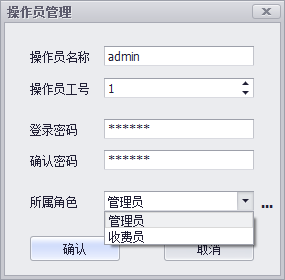 操作员管理
操作员名称 admin
操作员工号 1
登录密码 ******
确认密码 ******
所属角色 管理员 ...
管理员
收费员
确认 取消